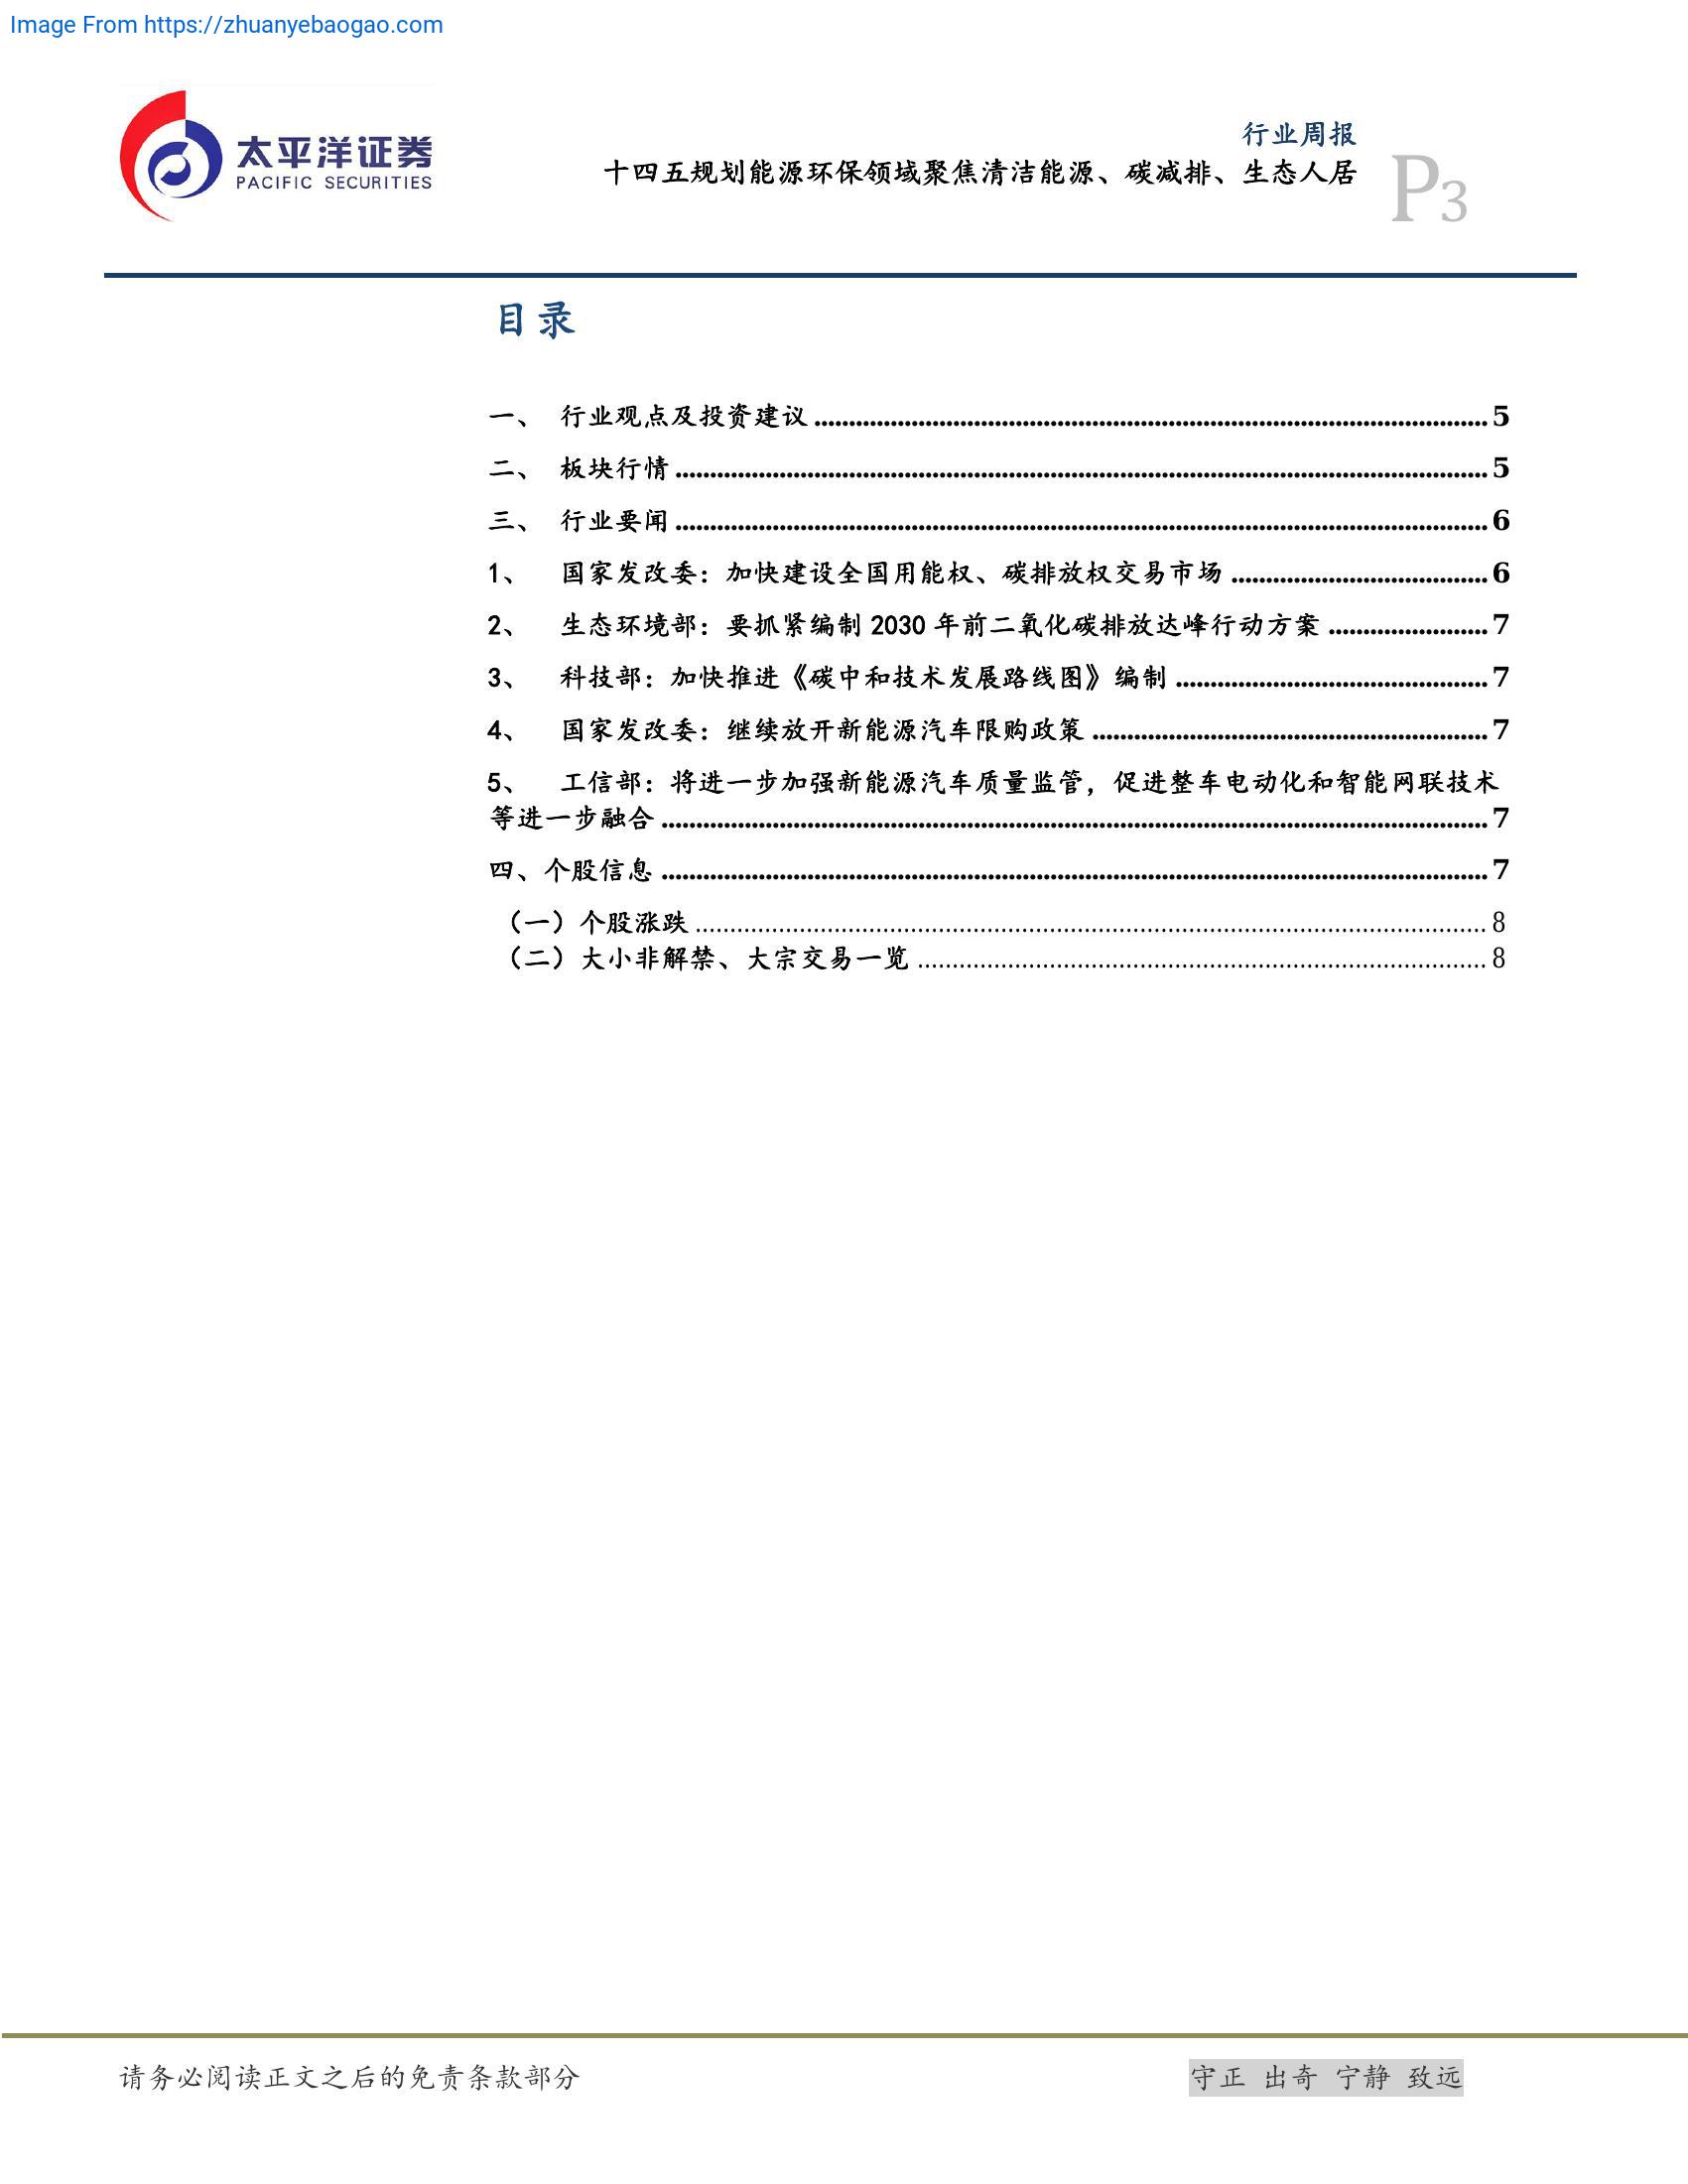 Image From https://zhuanyebaogao.com
太平洋证券
PACIFIC SECURITIES
行业周报
十四五规划能源环保领域聚焦清洁能源、碳减排、生态人居
P3
目录
一、 行业观点及投资建议 ........ 5
二、 板块行情 ........ 5
三、 行业要闻 ........ 6
1、 国家发改委：加快建设全国用能权、碳排放权交易市场 ........ 6
2、 生态环境部：要抓紧编制 2030 年前二氧化碳排放达峰行动方案 ........ 7
3、 科技部：加快推进《碳中和技术发展路线图》编制 ........ 7
4、 国家发改委：继续放开新能源汽车限购政策 ........ 7
5、 工信部：将进一步加强新能源汽车质量监管，促进整车电动化和智能网联技术
等进一步融合 ........ 7
四、个股信息 ........ 7
（一）个股涨跌 ........ 8
（二）大小非解禁、大宗交易一览 ........ 8
请务必阅读正文之后的免责条款部分
守正 出奇 宁静 致远